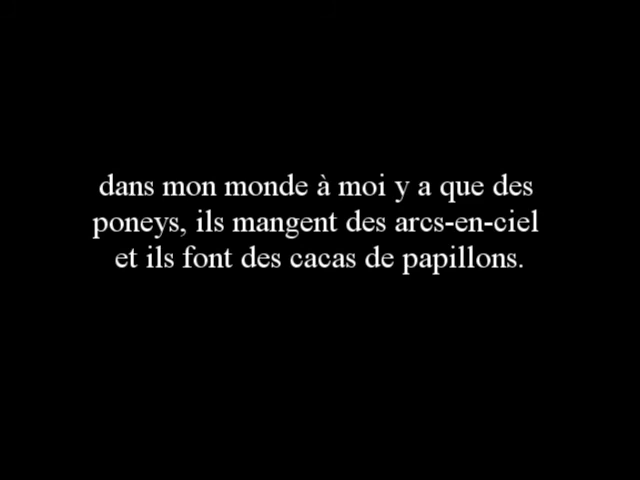 dans mon monde à moi y a que des
poneys, ils mangent des arcs-en-ciel
et ils font des cacas de papillons.